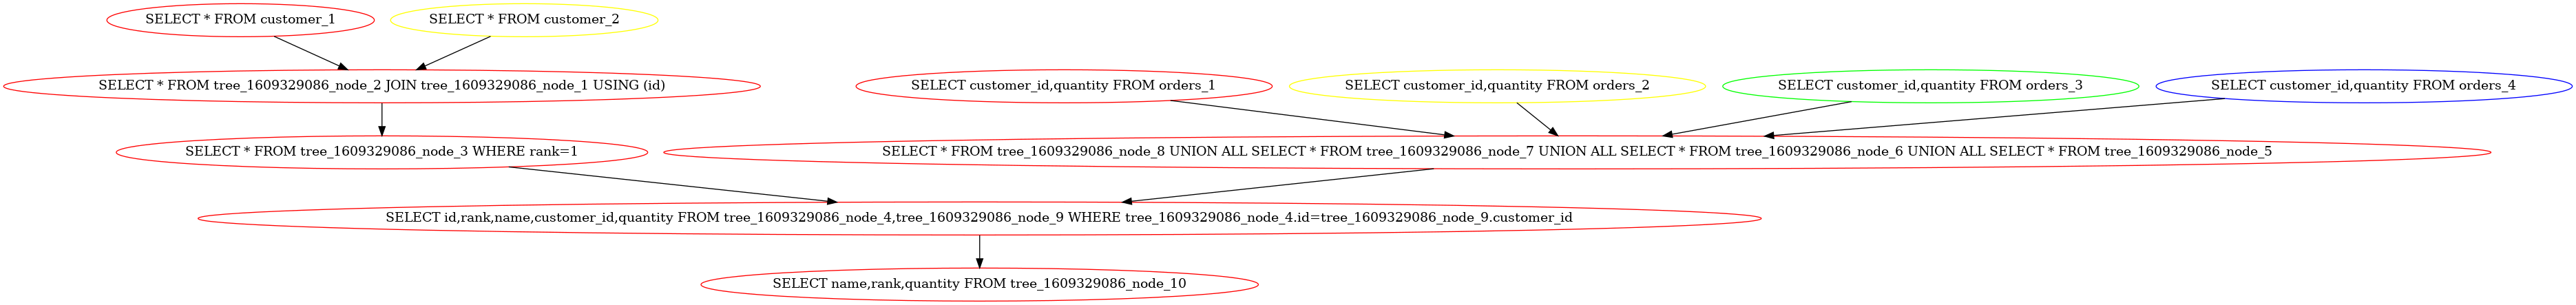 SELECT * FROM customer_1
SELECT * FROM customer_2
SELECT * FROM tree_1609329086_node_2 JOIN tree_1609329086_node_1 USING (id)
SELECT customer_id,quantity FROM orders_1
SELECT customer_id,quantity FROM orders_2
SELECT customer_id,quantity FROM orders_3
SELECT customer_id,quantity FROM orders_4
SELECT * FROM tree_1609329086_node_3 WHERE rank=1
SELECT * FROM tree_1609329086_node_8 UNION ALL SELECT * FROM tree_1609329086_node_7 UNION ALL SELECT * FROM tree_1609329086_node_6 UNION ALL SELECT * FROM tree_1609329086_node_5
SELECT id,rank,name,customer_id,quantity FROM tree_1609329086_node_4,tree_1609329086_node_9 WHERE tree_1609329086_node_4.id=tree_1609329086_node_9.customer_id
SELECT name,rank,quantity FROM tree_1609329086_node_10